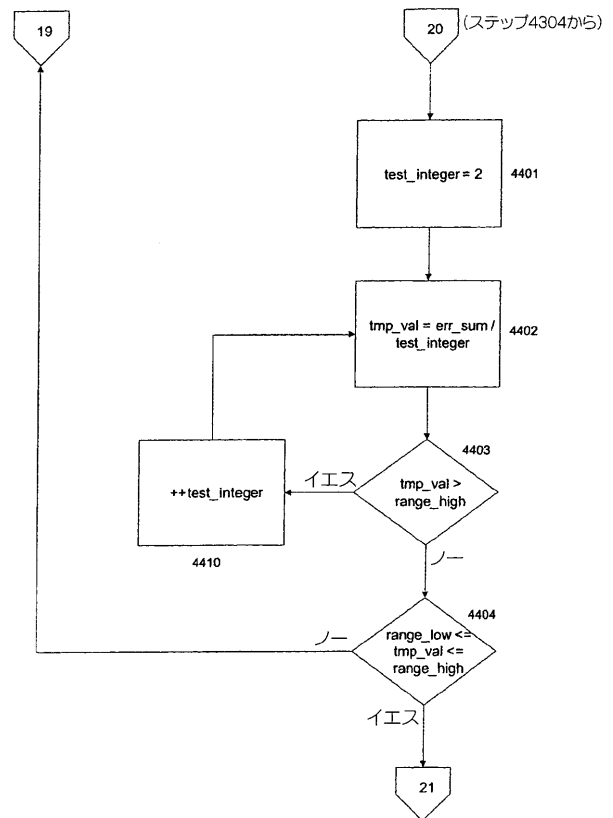 19
20
(ステップ4304から)
test_integer = 2
4401
tmp_val = err_sum /
test_integer
4402
4403
tmp_val >
range_high
イエス
++test_integer
4410
ノー
4404
range_low <=
tmp_val <=
range_high
ノー
イエス
21